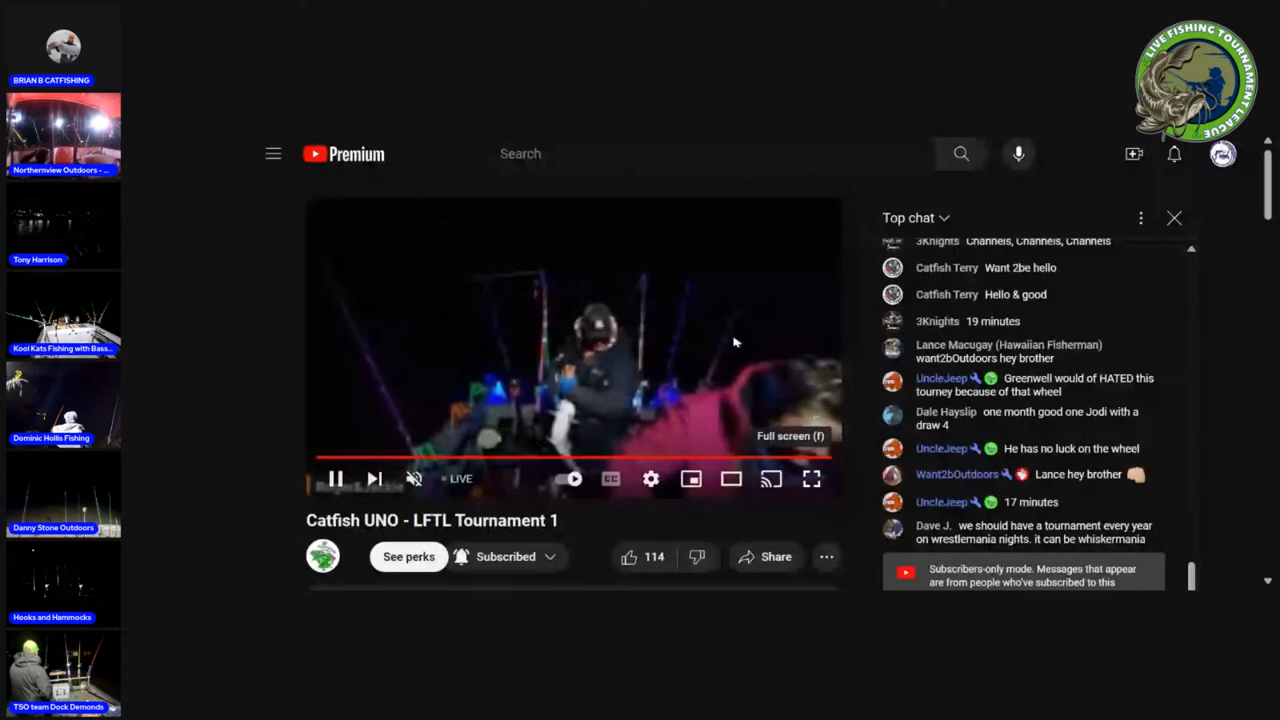 BRIAN B CATFISHING
Northernview Outdoors - ...
Tony Harrison
Kool Kats Fishing with Bass...
Dominic Hollis Fishing
Danny Stone Outdoors
Hooks and Hammocks
TSO team Dock Demonds
LIVE FISHING TOURNAMENT LEAGUE
Premium
Search
Full screen (f)
LIVE
CC
Catfish UNO - LFTL Tournament 1
See perks
Subscribed
114
Share
Top chat
3Knights Channels, Channels, Channels
Catfish Terry Want 2be hello
Catfish Terry Hello & good
3Knights 19 minutes
Lance Macugay (Hawaiian Fisherman)
want2bOutdoors hey brother
UncleJeep Greenwell would of HATED this
tourney because of that wheel
Dale Hayslip one month good one Jodi with a
draw 4
UncleJeep He has no luck on the wheel
Want2bOutdoors Lance hey brother
UncleJeep 17 minutes
Dave J. we should have a tournament every year
on wrestlemania nights. it can be whiskermania
Subscribers-only mode. Messages that appear
are from people who've subscribed to this